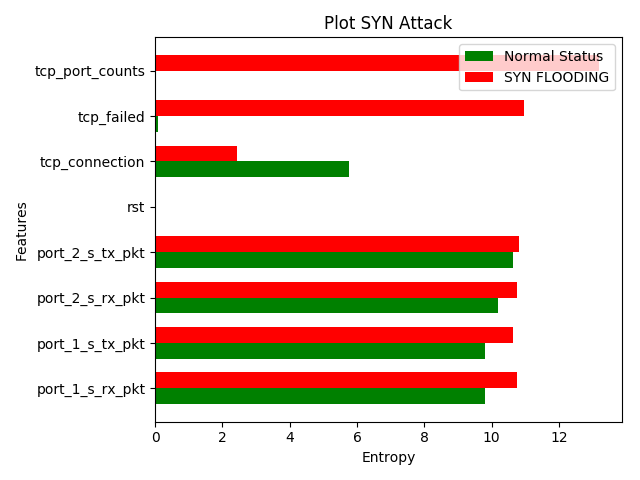 Plot SYN Attack
Normal Status
SYN FLOODING
tcp_port_counts
tcp_failed
tcp_connection
rst
port_2_s_tx_pkt
port_2_s_rx_pkt
port_1_s_tx_pkt
port_1_s_rx_pkt
Features
0 2 4 6 8 10 12
Entropy